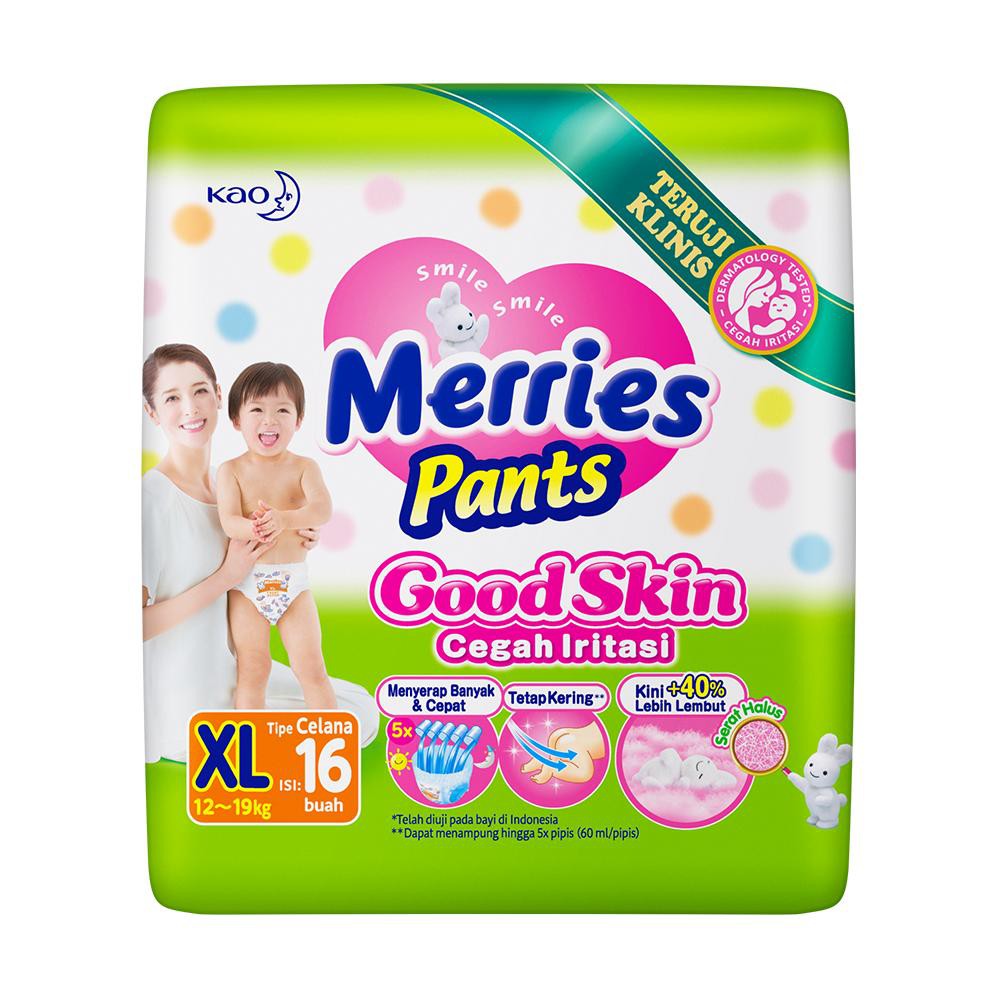 Kao
TERUJI
KLINIS
DERMATOLOGY TESTED*
CEGAH IRITASI
Smile Smile
Merries
Pants
Good Skin
Cegah Iritasi
Menyerap Banyak
& Cepat
5x
Tetap Kering**
Kini +40%
Lebih Lembut
Serat Halus
XL
12~19kg
Tipe Celana
ISI: 16
buah
*Telah diuji pada bayi di Indonesia
**Dapat menampung hingga 5x pipis (60 ml/pipis)